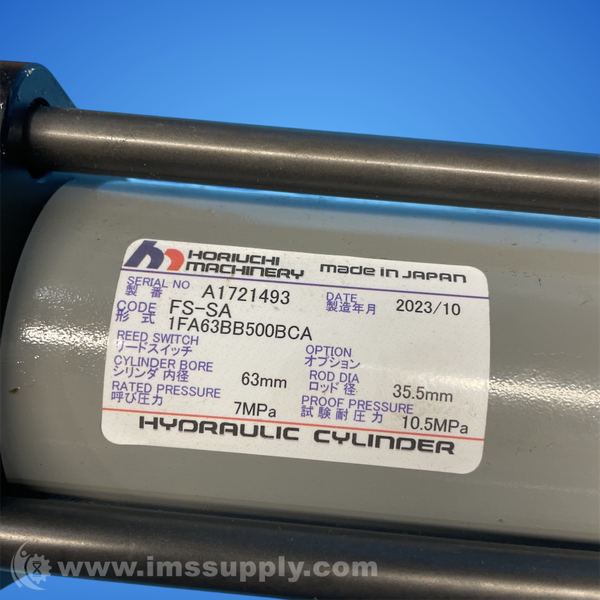 HORIUCHI
MACHINERY made in JAPAN
SERIAL NO
製番 A1721493
DATE
製造年月 2023/10
CODE
形式 FS-SA
1FA63BB500BCA
REED SWITCH
リードスイッチ
OPTION
オプション
CYLINDER BORE
シリンダ内径 63mm
ROD DIA
ロッド径 35.5mm
RATED PRESSURE
呼び圧力 7MPa
PROOF PRESSURE
試験耐圧力 10.5MPa
HYDRAULIC CYLINDER
www.imssupply.com